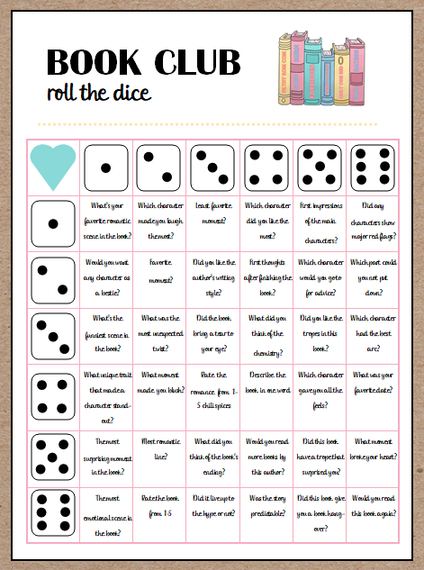 BOOK CLUB
roll the dice
What's your
favorite romantic
scene in the book?
Which character
made you laugh
the most?
least favorite
moment?
Which character
did you like the
most?
First impressions
of the main
characters?
Did any
characters show
major red flags?
Would you want
any character as
a bestie?
Favorite
moment?
Did you like the
author's writing
style?
First thoughts
after finishing the
book?
Which character
would you go to
for advice?
Which part could
you not put
down?
What's the
funniest scene in
the book?
What was the
most unexpected
twist?
Did the book
bring a tear to
your eye?
What did you
think of the
chemistry?
Did you like the
tropes in this
book?
Which character
had the best
arc?
What unique trait
that made a
character stand-
out?
What moment
made you blush?
Rate the
romance from 1-
5 chili spices
Describe the
book in one word
Which character
gave you all the
feels?
What was your
favorite date?
The most
surprising moment
in the book?
Most romantic
line?
What did you
think of the book's
ending?
Would you read
more books by
this author?
Did this book
have a trope that
surprised you?
What moment
broke your heart?
The most
emotional scene in
the book?
Rate the book
from 1-5
Did it live up to
the hype or not?
Was the story
predictable?
Did this book give
you a book hang-
over?
Would you read
this book again?